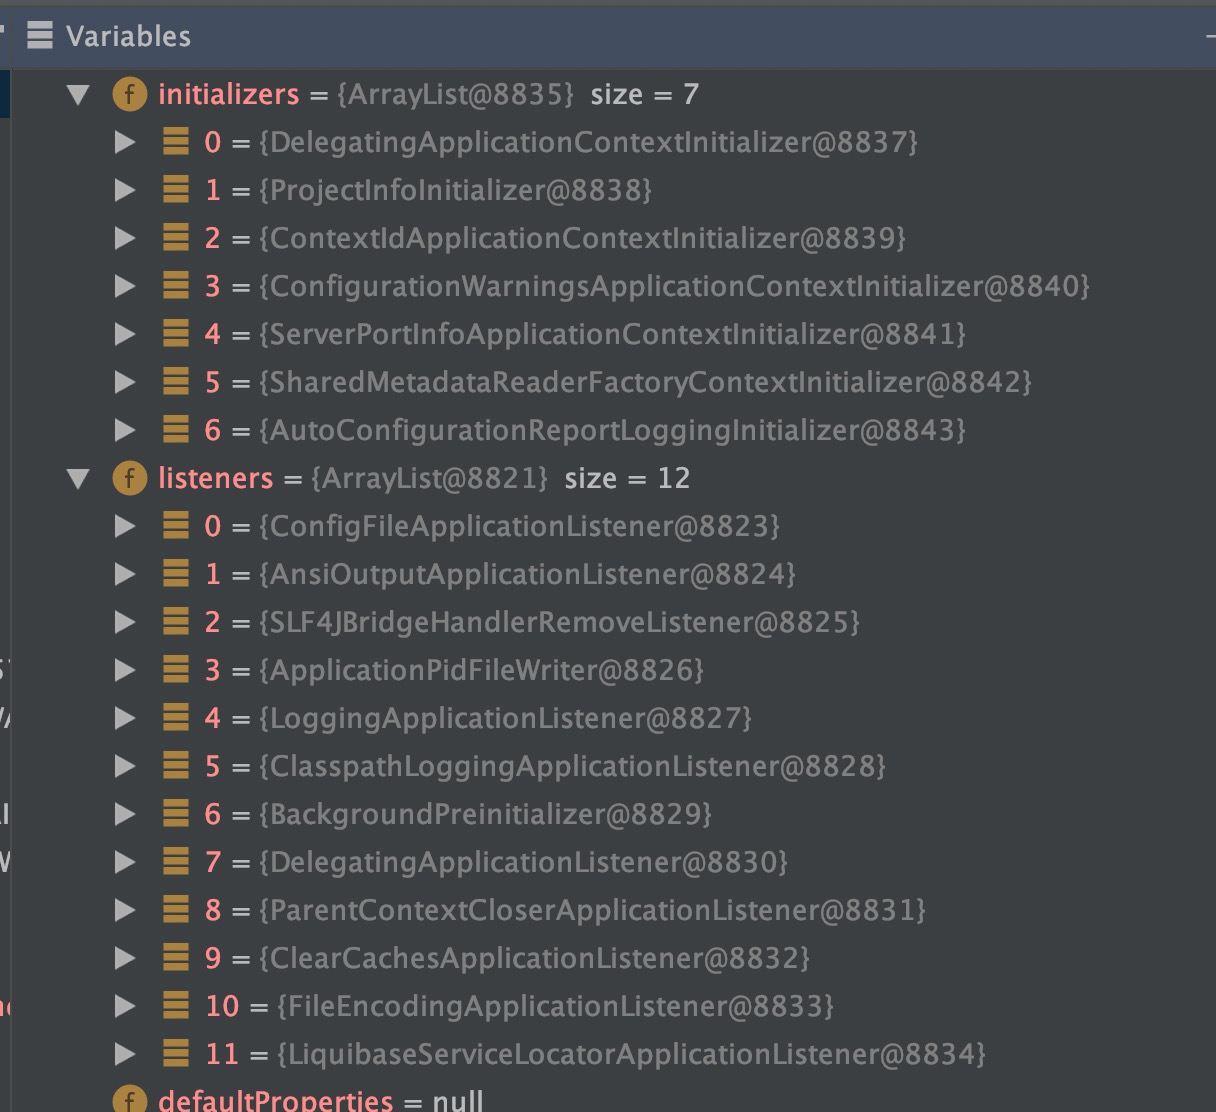 Variables
f initializers = {ArrayList@8835} size = 7
0 = {DelegatingApplicationContextInitializer@8837}
1 = {ProjectInfoInitializer@8838}
2 = {ContextIdApplicationContextInitializer@8839}
3 = {ConfigurationWarningsApplicationContextInitializer@8840}
4 = {ServerPortInfoApplicationContextInitializer@8841}
5 = {SharedMetadataReaderFactoryContextInitializer@8842}
6 = {AutoConfigurationReportLoggingInitializer@8843}
f listeners = {ArrayList@8821} size = 12
0 = {ConfigFileApplicationListener@8823}
1 = {AnsiOutputApplicationListener@8824}
2 = {SLF4JBridgeHandlerRemoveListener@8825}
3 = {ApplicationPidFileWriter@8826}
4 = {LoggingApplicationListener@8827}
5 = {ClasspathLoggingApplicationListener@8828}
6 = {BackgroundPreinitializer@8829}
7 = {DelegatingApplicationListener@8830}
8 = {ParentContextCloserApplicationListener@8831}
9 = {ClearCachesApplicationListener@8832}
10 = {FileEncodingApplicationListener@8833}
11 = {LiquibaseServiceLocatorApplicationListener@8834}
f defaultProperties = null